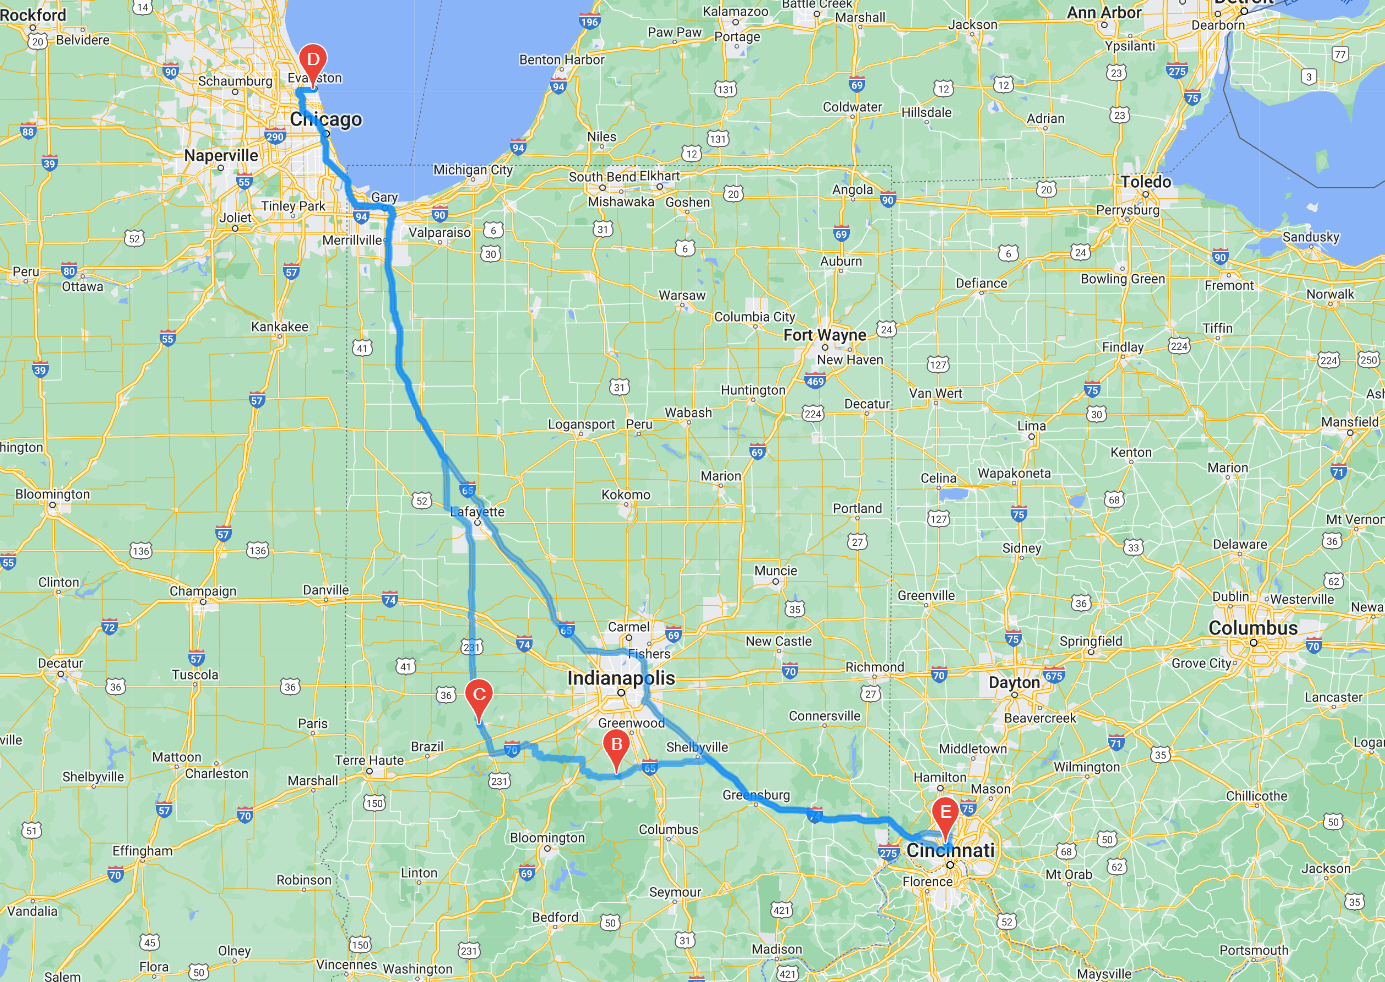 Rockford
14
Kalamazoo
Battle Creek
Marshall
Jackson
Ann Arbor
Detroit
Dearborn
20
Belvidere
196
Paw Paw
Portage
Ypsilanti
D
Benton Harbor
90
Schaumburg
Evanston
94
131
69
Coldwater
12
Hillsdale
12
23
275
75
77
3
Chicago
Adrian
23
88
290
39
Naperville
94
Niles
131
12
55
Michigan City
South Bend
Elkhart
Mishawaka
Goshen
20
Angola
90
20
Toledo
Perrysburg
Joliet
Tinley Park
Gary
94
90
Valparaiso
Merrillville
52
6
30
31
6
69
6
24
Sandusky
90
Peru
80
Ottawa
57
Auburn
Bowling Green
Fremont
Defiance
Norwalk
Warsaw
Columbia City
Kankakee
55
41
Fort Wayne
New Haven
24
Tiffin
Findlay
224
224
250
39
57
31
469
127
Huntington
Decatur
Van Wert
75
30
Wabash
224
Logansport
Peru
Lima
Mansfield
69
Kenton
Marion
71
Bloomington
52
65
Kokomo
Marion
Celina
Wapakoneta
68
Lafayette
Portland
127
75
Mt Vernon
57
136
136
27
Sidney
33
Delaware
36
55
Clinton
Champaign
Danville
74
Muncie
35
Greenville
36
62
Dublin
Westerville
72
65
Carmel
69
Fishers
New Castle
75
Springfield
Columbus
70
57
231
74
Decatur
Tuscola
41
36
36
36
C
Indianapolis
70
Richmond
70
27
Dayton
675
Grove City
Lancaster
Paris
Greenwood
Connersville
Beavercreek
Brazil
70
B
Shelbyville
65
Middletown
71
35
Mattoon
Charleston
Terre Haute
Shelbyville
Marshall
231
Wilmington
150
57
70
Greensburg
74
Hamilton
75
Mason
E
Chillicothe
50
51
Bloomington
Columbus
Cincinnati
275
50
68
62
Effingham
70
Linton
69
Florence
Mt Orab
Jackson
35
Robinson
Seymour
Vandalia
Bedford
50
421
52
45
150
231
31
Olney
Madison
Portsmouth
Flora
50
Vincennes
Washington
421
Maysville
Salem